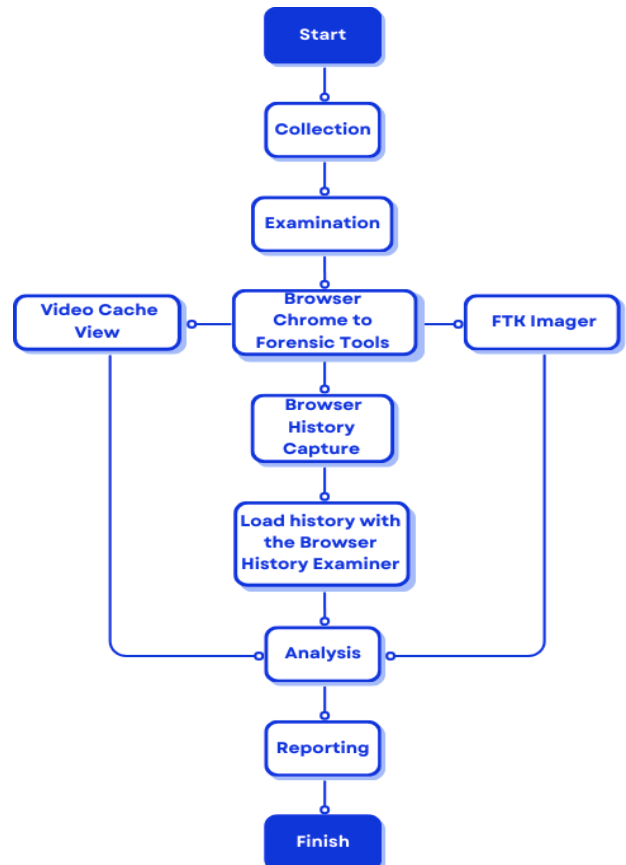 Start
Collection
Examination
Video Cache
View
Browser
Chrome to
Forensic Tools
FTK Imager
Browser
History
Capture
Load history with
the Browser
History Examiner
Analysis
Reporting
Finish